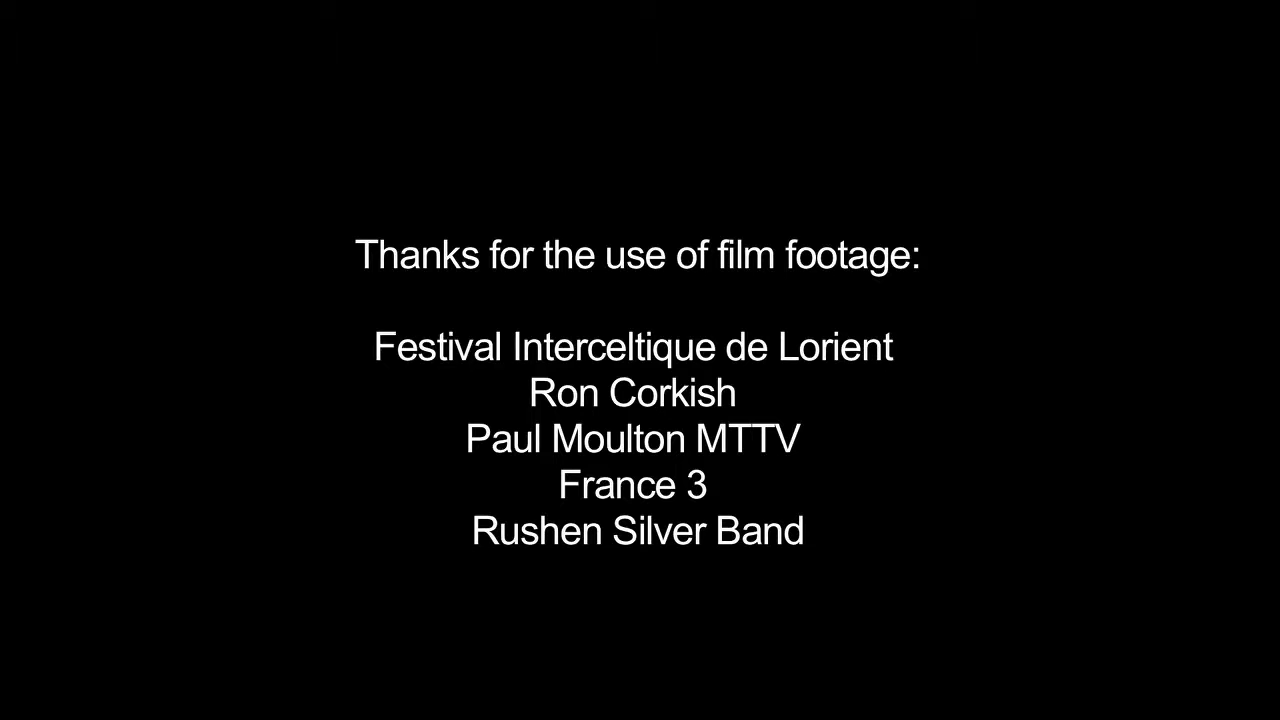 Thanks for the use of film footage:
Festival Interceltique de Lorient
Ron Corkish
Paul Moulton MTTV
France 3
Rushen Silver Band